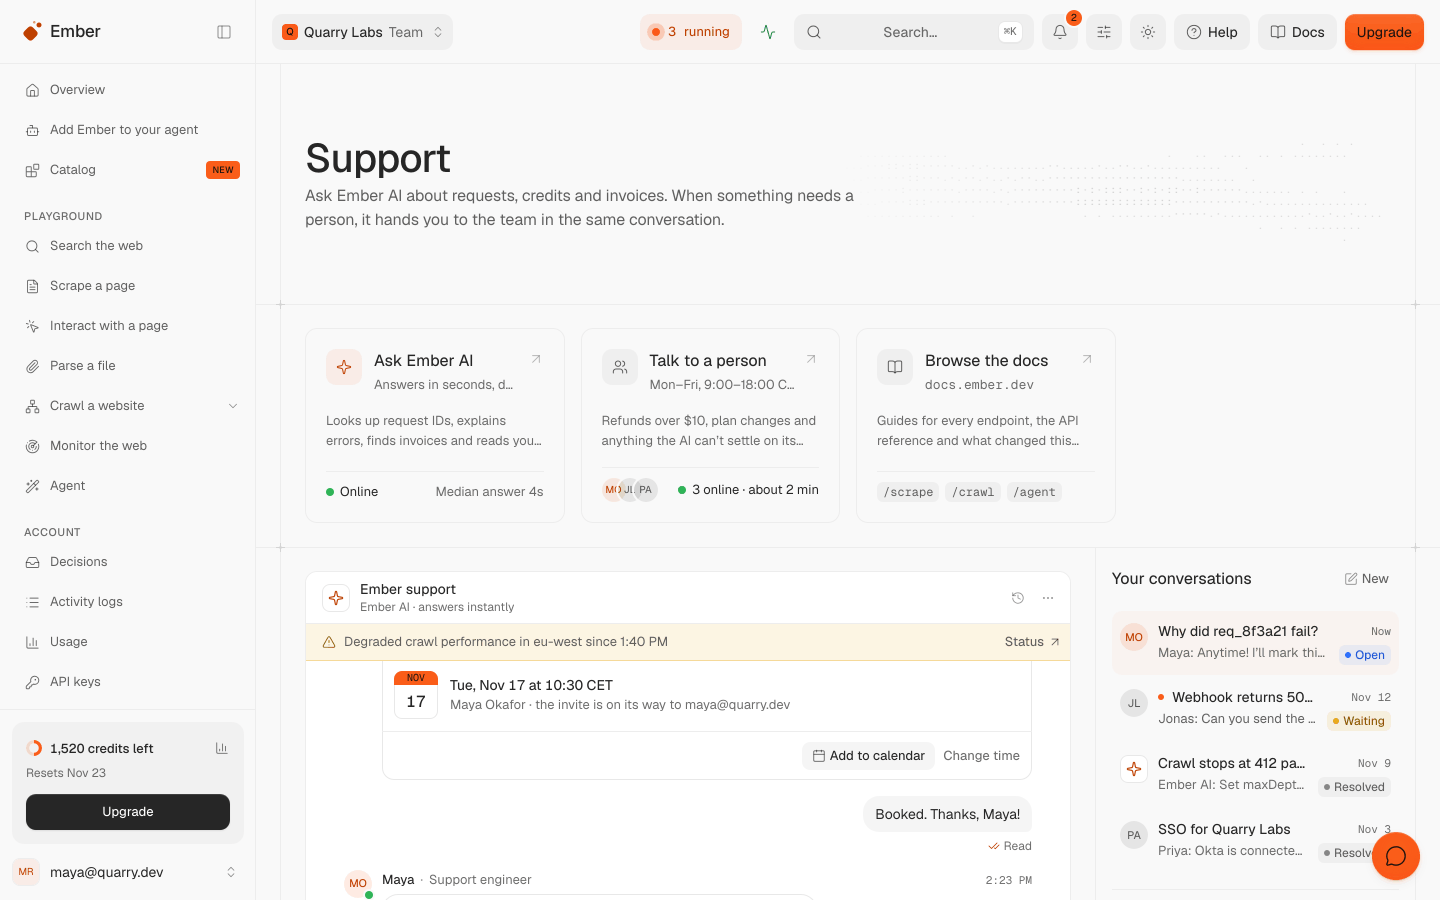 Ember
Quarry Labs Team
3 running
Search...
⌘K
2
Help
Docs
Upgrade
Overview
Add Ember to your agent
Catalog
NEW
PLAYGROUND
Search the web
Scrape a page
Interact with a page
Parse a file
Crawl a website
Monitor the web
Agent
ACCOUNT
Decisions
Activity logs
Usage
API keys
1,520 credits left
Resets Nov 23
Upgrade
MR
maya@quarry.dev
Support
Ask Ember AI about requests, credits and invoices. When something needs a
person, it hands you to the team in the same conversation.
Ask Ember AI
Answers in seconds, d...
Looks up request IDs, explains
errors, finds invoices and reads you...
Online
Median answer 4s
Talk to a person
Mon–Fri, 9:00–18:00 C...
Refunds over $10, plan changes and
anything the AI can't settle on its...
MO JL PA
3 online · about 2 min
Browse the docs
docs.ember.dev
Guides for every endpoint, the API
reference and what changed this...
/scrape /crawl /agent
Ember support
Ember AI · answers instantly
Degraded crawl performance in eu-west since 1:40 PM
Status
NOV
17
Tue, Nov 17 at 10:30 CET
Maya Okafor · the invite is on its way to maya@quarry.dev
Add to calendar
Change time
Booked. Thanks, Maya!
Read
MO
Maya · Support engineer
2:23 PM
Your conversations
New
MO
Why did req_8f3a21 fail?
Now
Maya: Anytime! I'll mark thi...
Open
JL
Webhook returns 50...
Nov 12
Jonas: Can you send the ...
Waiting
Crawl stops at 412 pa...
Nov 9
Ember AI: Set maxDept...
Resolved
PA
SSO for Quarry Labs
Nov 3
Priya: Okta is connecte...
Resolv